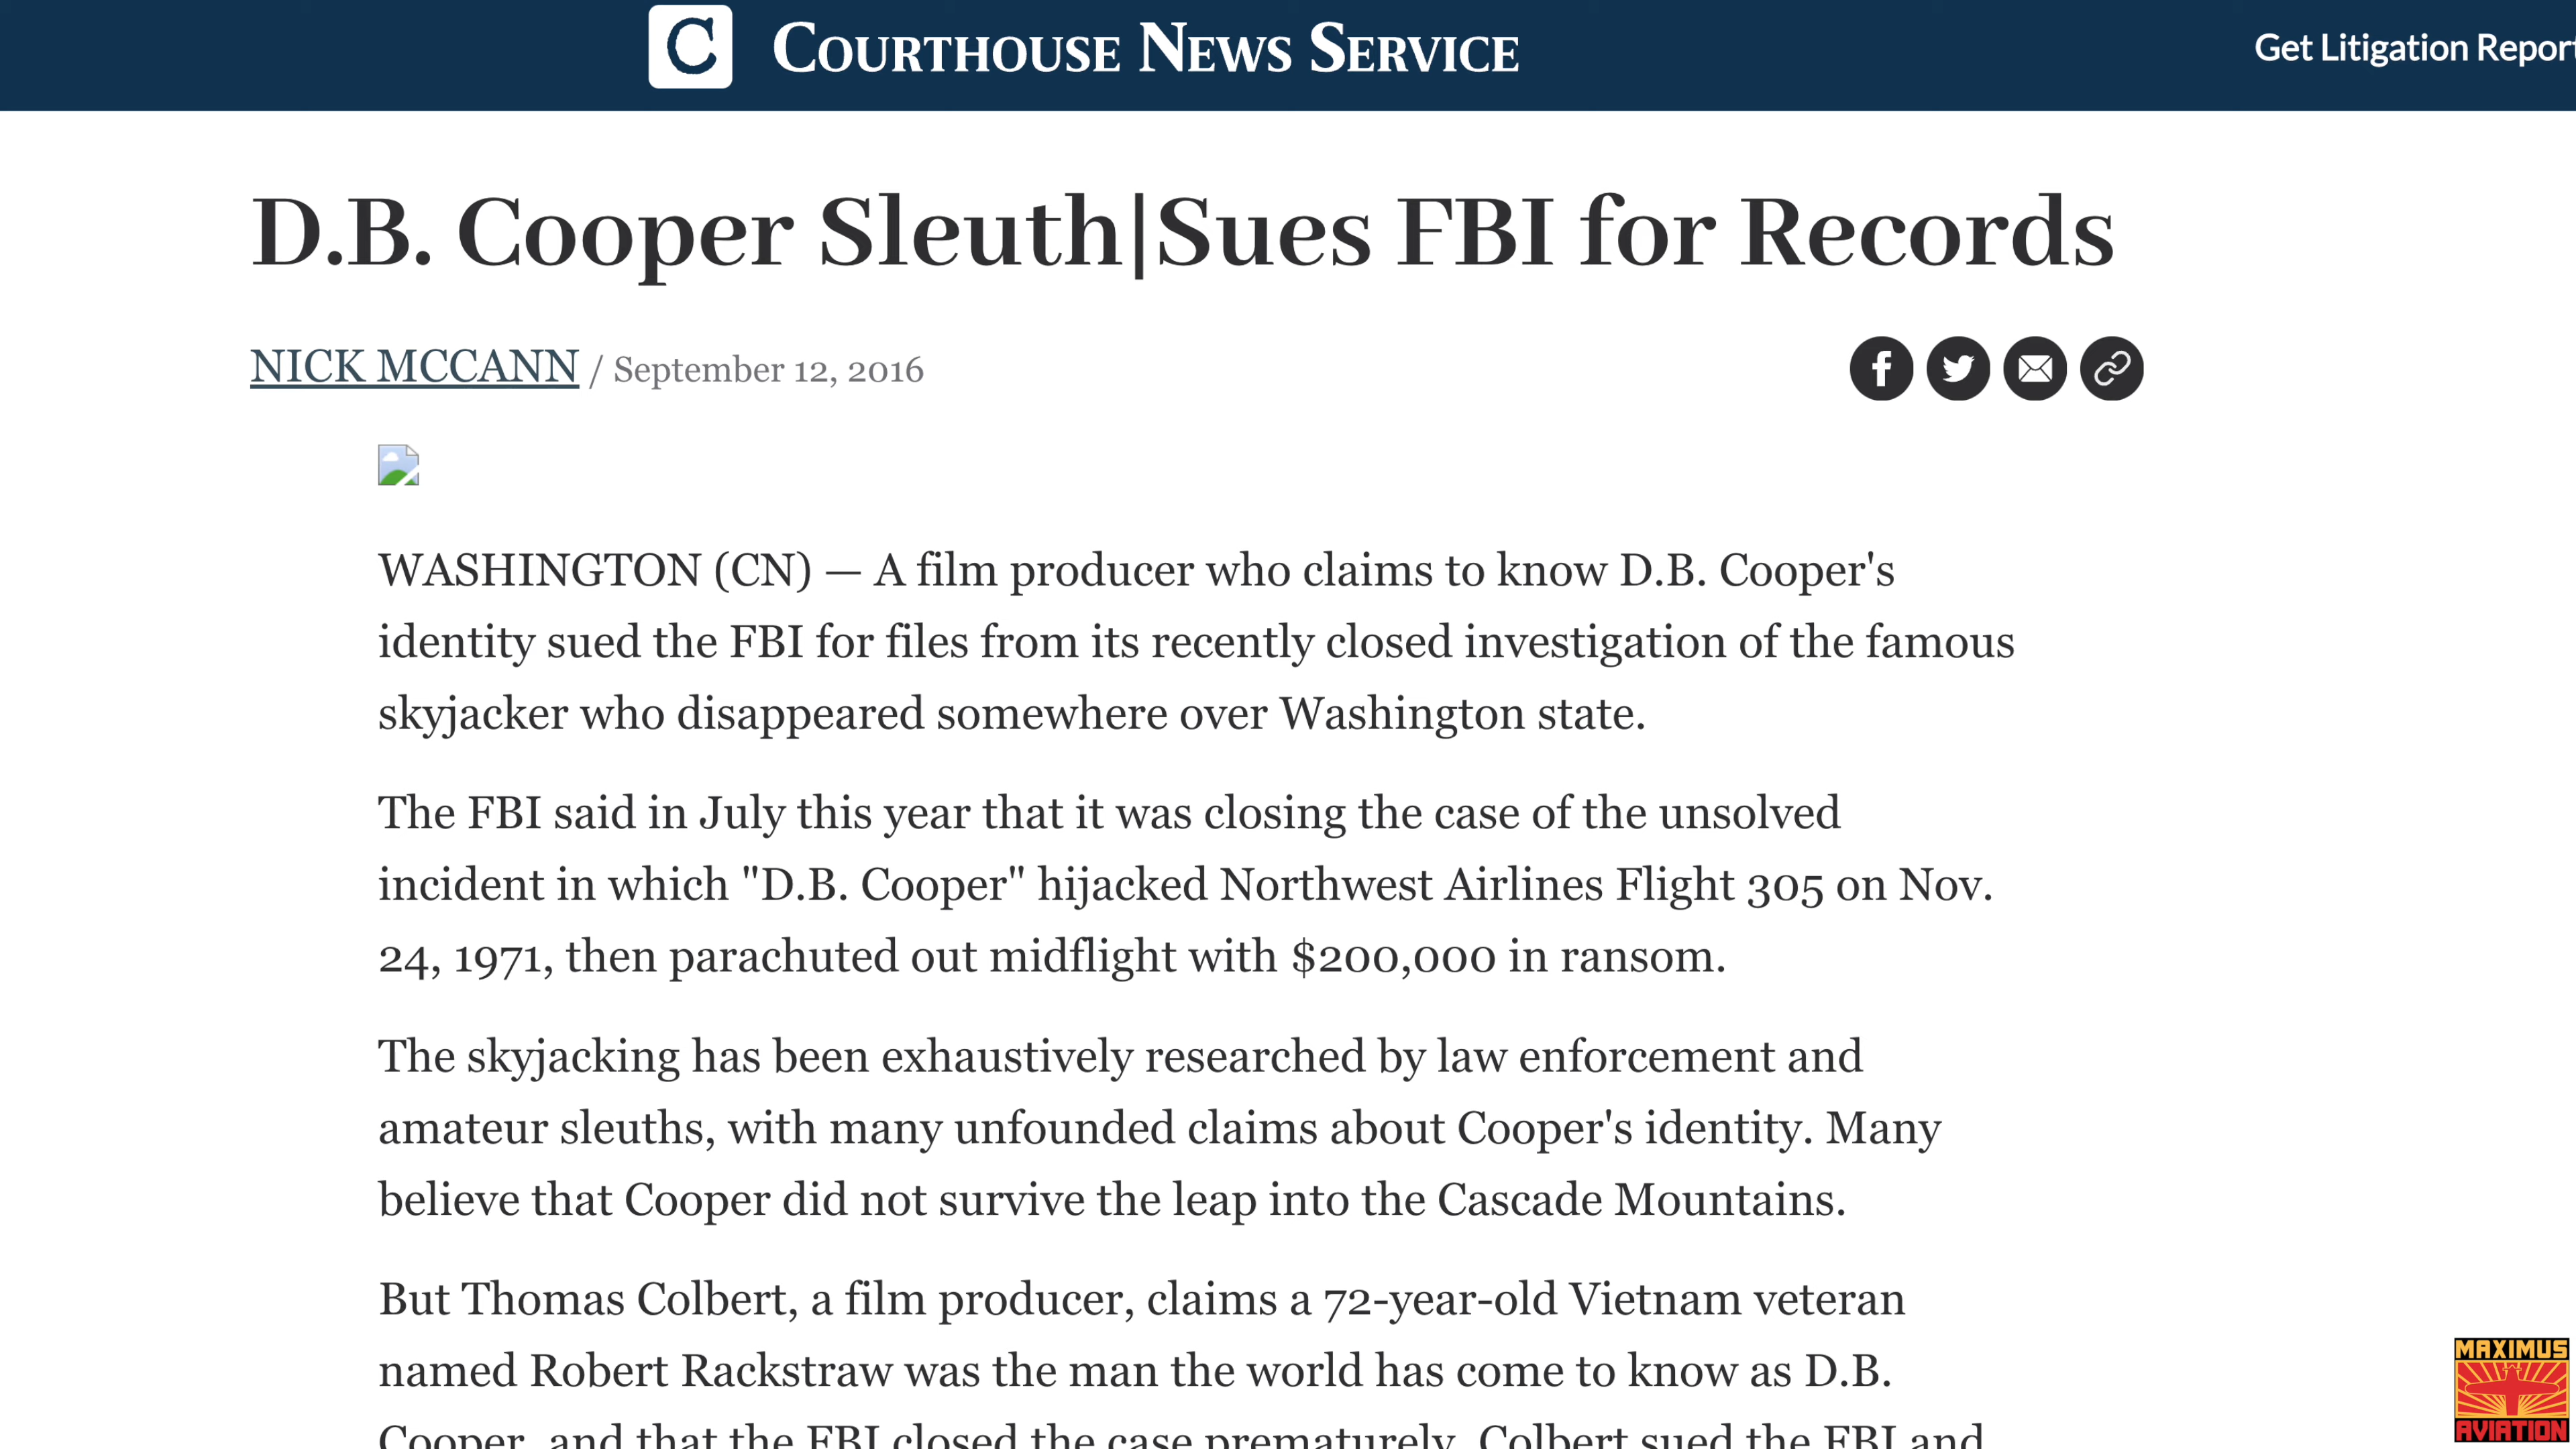 C COURTHOUSE NEWS SERVICE
Get Litigation Report
D.B. Cooper Sleuth|Sues FBI for Records
NICK MCCANN / September 12, 2016
WASHINGTON (CN) — A film producer who claims to know D.B. Cooper's
identity sued the FBI for files from its recently closed investigation of the famous
skyjacker who disappeared somewhere over Washington state.
The FBI said in July this year that it was closing the case of the unsolved
incident in which "D.B. Cooper" hijacked Northwest Airlines Flight 305 on Nov.
24, 1971, then parachuted out midflight with $200,000 in ransom.
The skyjacking has been exhaustively researched by law enforcement and
amateur sleuths, with many unfounded claims about Cooper's identity. Many
believe that Cooper did not survive the leap into the Cascade Mountains.
But Thomas Colbert, a film producer, claims a 72-year-old Vietnam veteran
named Robert Rackstraw was the man the world has come to know as D.B.
Cooper, and that the FBI closed the case prematurely. Colbert sued the FBI and
MAXIMUS
AVIATION